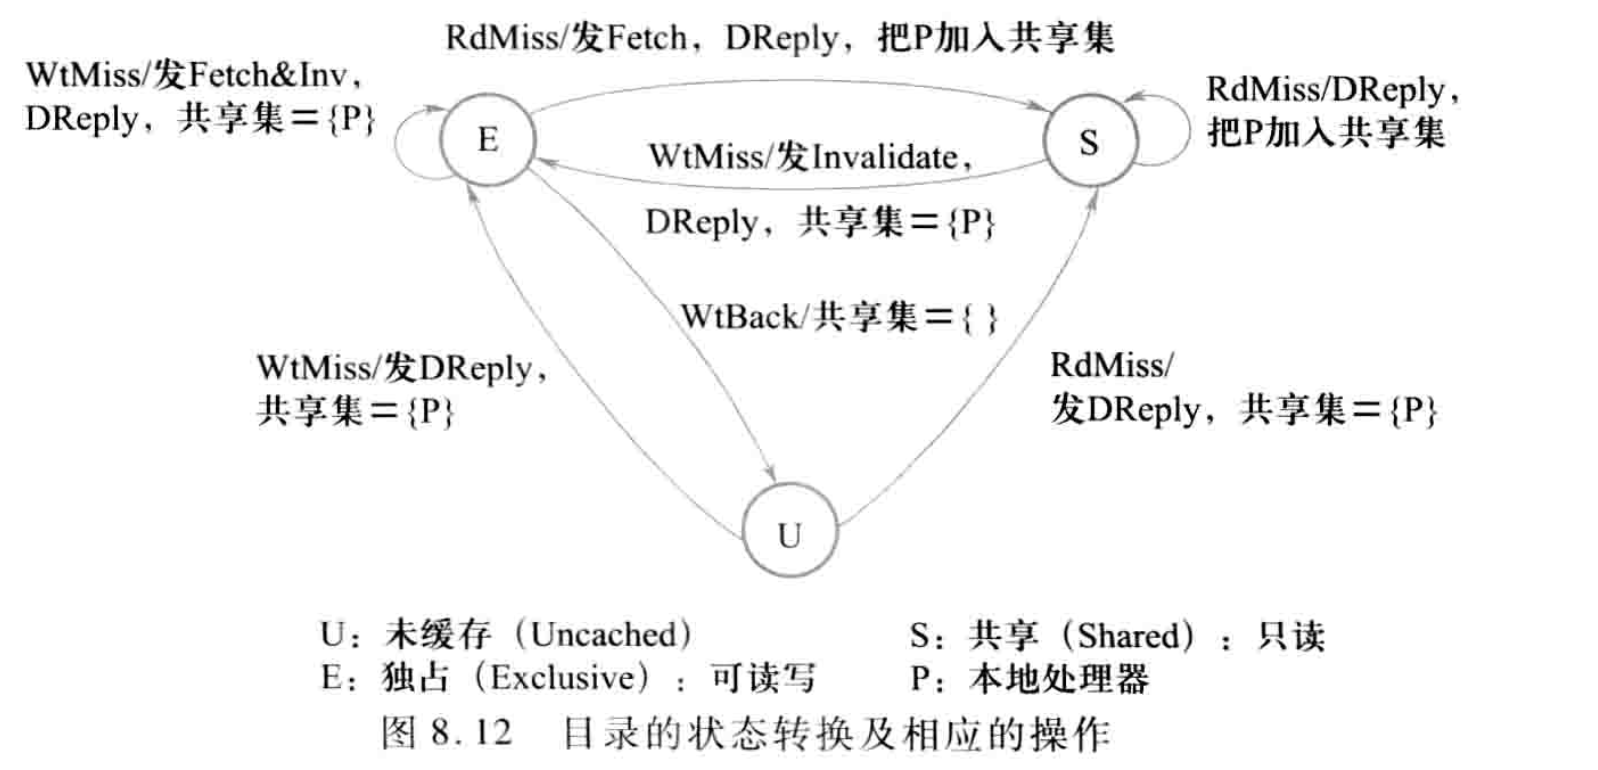 RdMiss/发Fetch，DReply，把P加入共享集
WtMiss/发Fetch&Inv，
DReply，共享集＝{P}
E
S
RdMiss/DReply，
把P加入共享集
WtMiss/发Invalidate，
DReply，共享集＝{P}
WtBack/共享集＝{ }
WtMiss/发DReply，
共享集＝{P}
RdMiss/
发DReply，共享集＝{P}
U
U：未缓存（Uncached）
S：共享（Shared）：只读
E：独占（Exclusive）：可读写
P：本地处理器
图 8.12 目录的状态转换及相应的操作